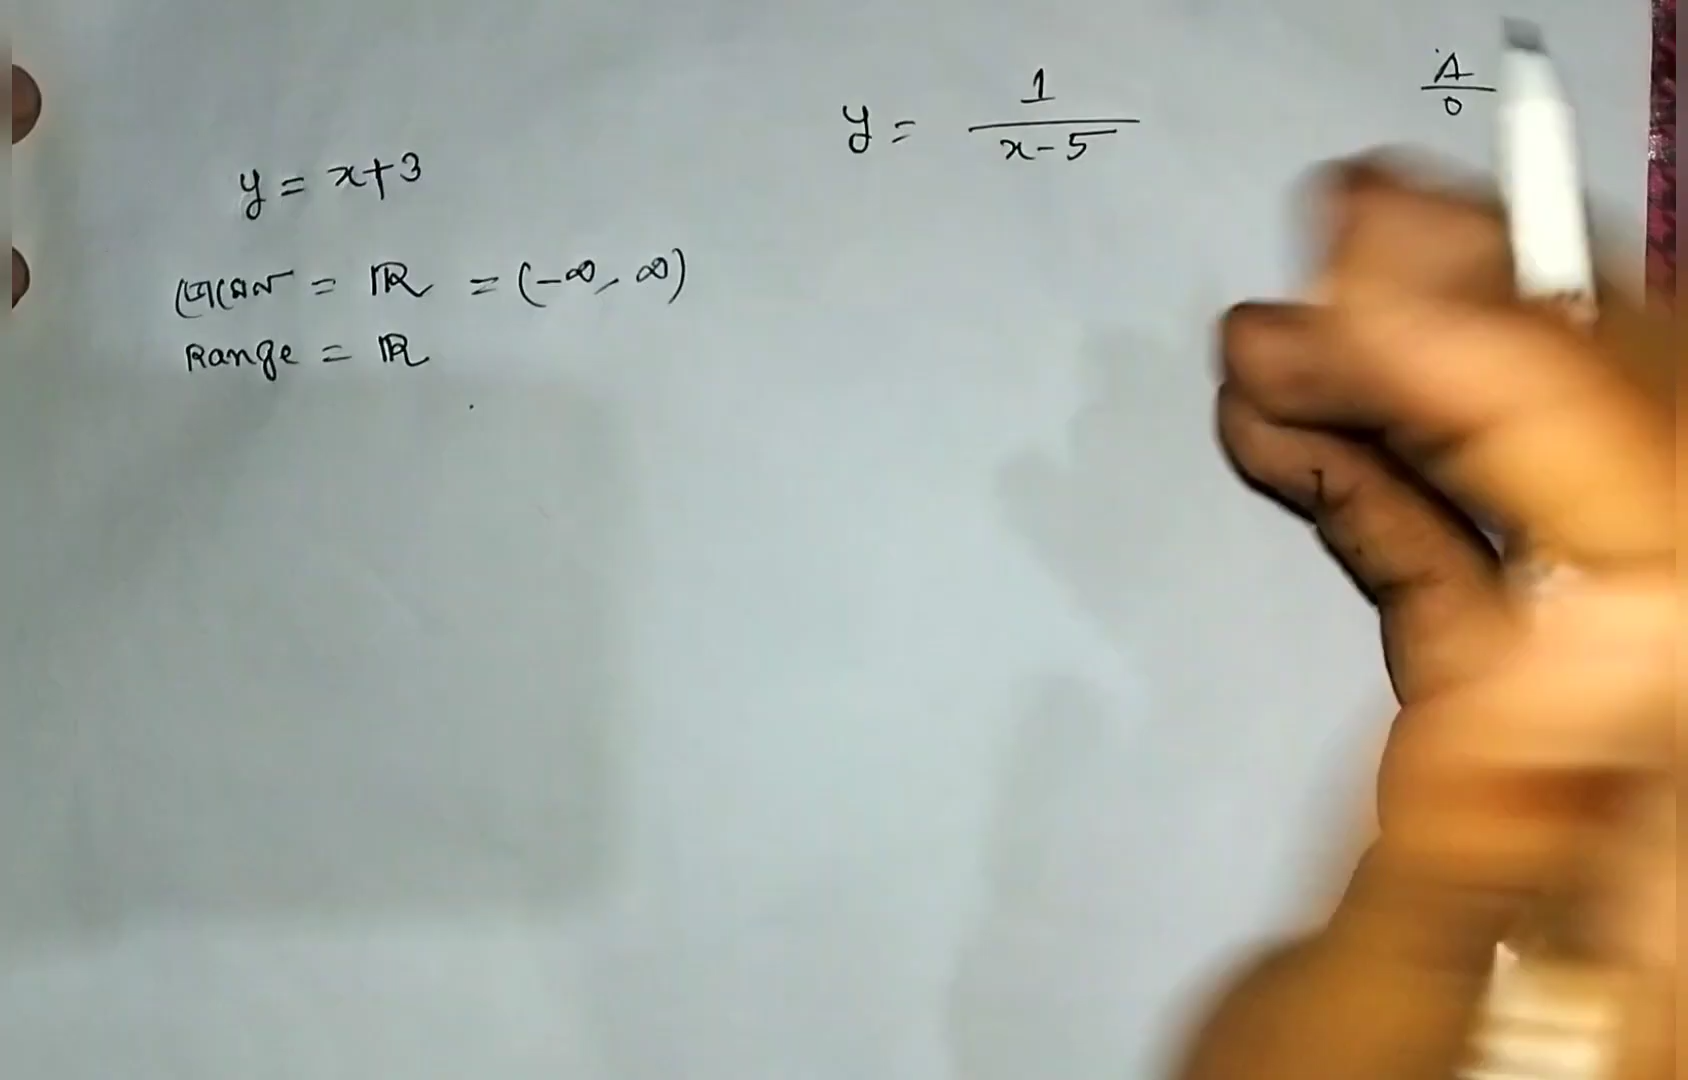 y = x+3
ডোমেন = ℝ = (-∞, ∞)
Range = ℝ
y = 1/(x-5)
A/0